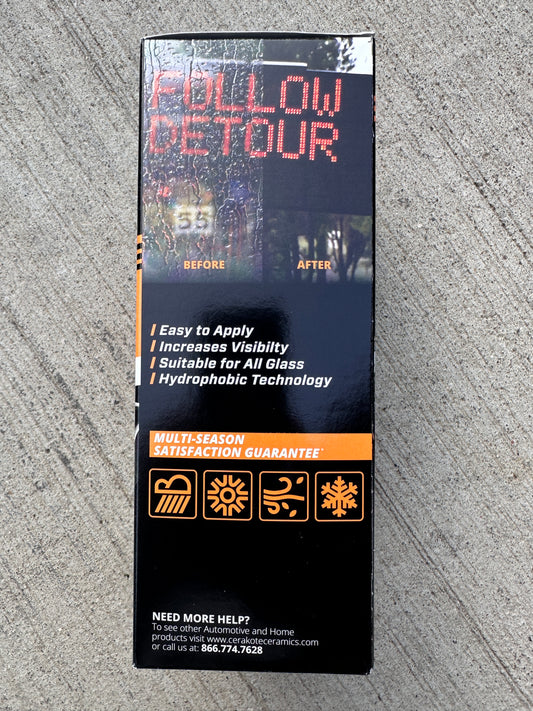 FOLLOW
DETOUR
55
BEFORE AFTER
/ Easy to Apply
/ Increases Visibilty
/ Suitable for All Glass
/ Hydrophobic Technology
MULTI-SEASON
SATISFACTION GUARANTEE*
NEED MORE HELP?
To see other Automotive and Home
products visit www.cerakoteceramics.com
or call us at: 866.774.7628